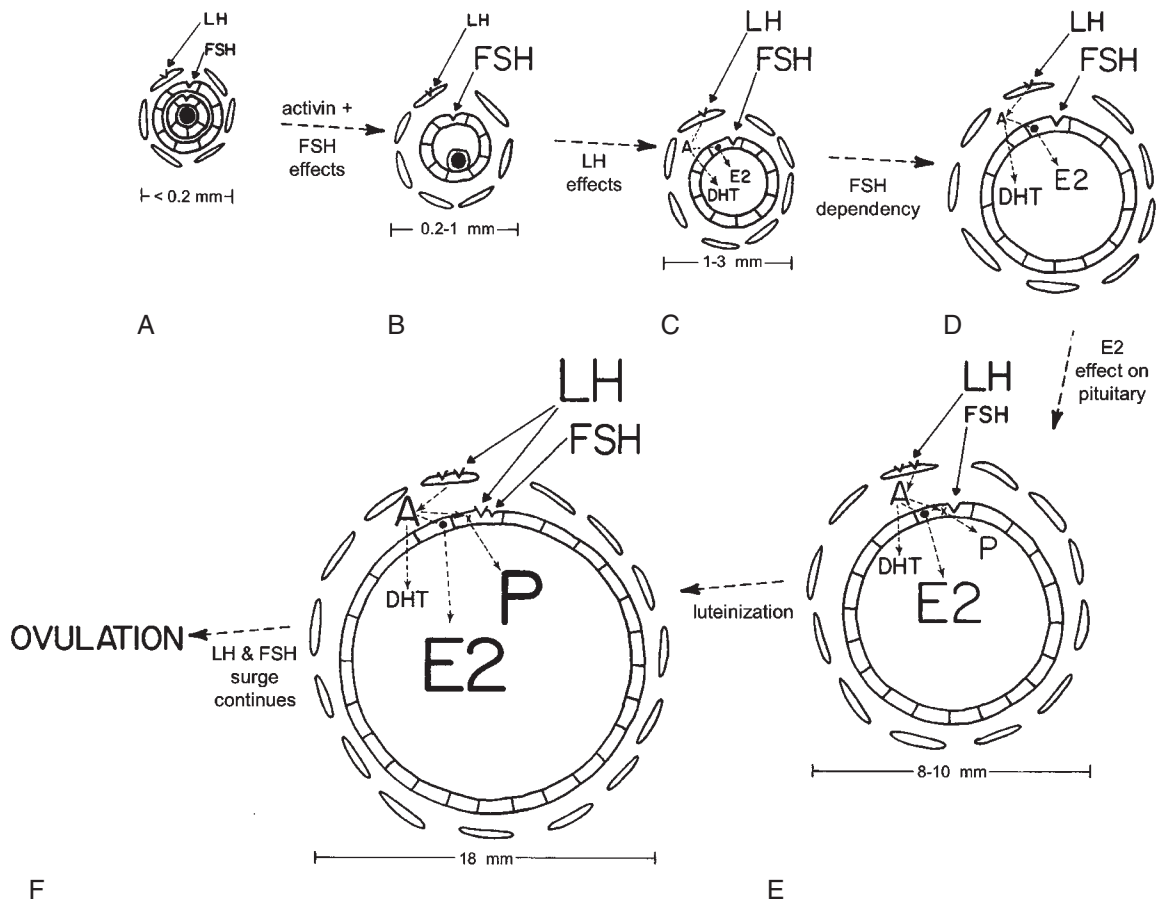 LH
FSH
activin +
FSH
effects
< 0.2 mm
A
LH
FSH
0.2-1 mm
B
LH
effects
LH
FSH
A
E2
DHT
1-3 mm
C
FSH
dependency
LH
FSH
A
E2
DHT
D
E2
effect on
pituitary
LH
FSH
A
P
DHT
E2
8-10 mm
E
luteinization
LH
FSH
A
DHT
P
E2
18 mm
OVULATION
LH & FSH
surge
continues
F